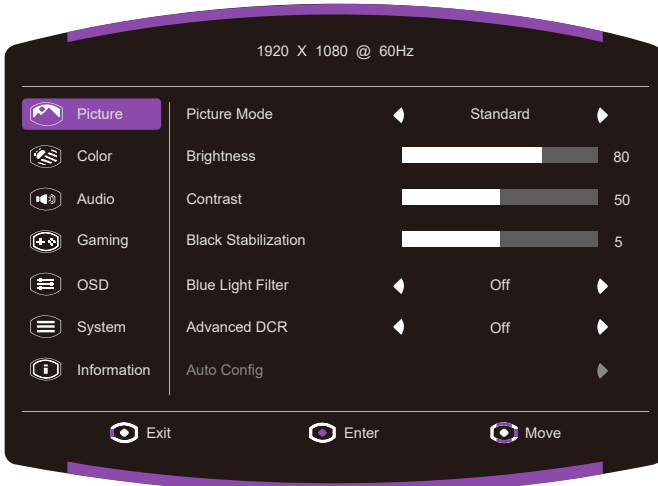 1920 X 1080 @ 60Hz
Picture
Picture Mode Standard
Color
Brightness 80
Audio
Contrast 50
Gaming
Black Stabilization 5
OSD
Blue Light Filter Off
System
Advanced DCR Off
Information
Auto Config
Exit Enter Move